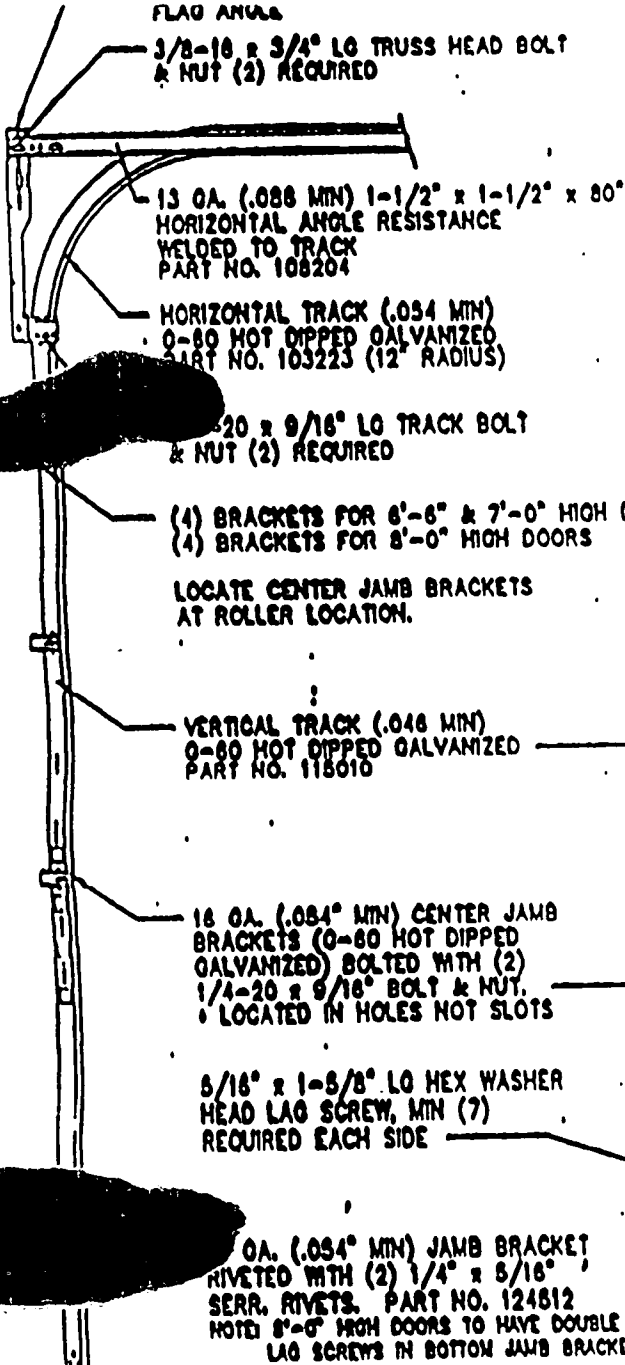 FLAG ANGLE
3/8-16 x 3/4" LG TRUSS HEAD BOLT
& NUT (2) REQUIRED
13 GA. (.088 MIN) 1-1/2" x 1-1/2" x 80"
HORIZONTAL ANGLE RESISTANCE
WELDED TO TRACK
PART NO. 108204
HORIZONTAL TRACK (.054 MIN)
G-60 HOT DIPPED GALVANIZED
PART NO. 103223 (12" RADIUS)
-20 x 9/16" LG TRACK BOLT
& NUT (2) REQUIRED
(4) BRACKETS FOR 6'-6" & 7'-0" HIGH
(4) BRACKETS FOR 8'-0" HIGH DOORS
LOCATE CENTER JAMB BRACKETS
AT ROLLER LOCATION.
VERTICAL TRACK (.046 MIN)
G-60 HOT DIPPED GALVANIZED
PART NO. 115010
16 GA. (.054" MIN) CENTER JAMB
BRACKETS (G-60 HOT DIPPED
GALVANIZED) BOLTED WITH (2)
1/4-20 x 9/16" BOLT & NUT.
LOCATED IN HOLES NOT SLOTS
5/16" x 1-5/8" LG HEX WASHER
HEAD LAG SCREW, MIN (7)
REQUIRED EACH SIDE
GA. (.054" MIN) JAMB BRACKET
RIVETED WITH (2) 1/4" x 5/16"
SERR. RIVETS. PART NO. 124512
NOTE: 8'-0" HIGH DOORS TO HAVE DOUBLE
LAG SCREWS IN BOTTOM JAMB BRACKE